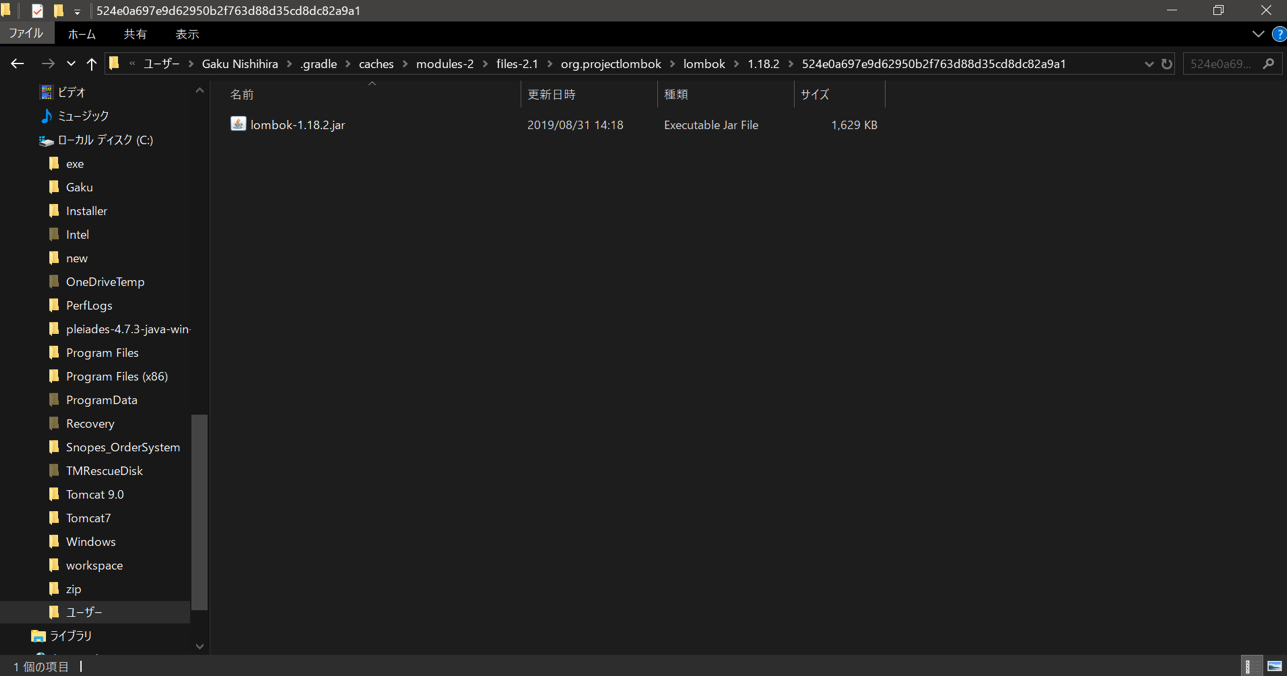 524e0a697e9d62950b2f763d88d35cd8dc82a9a1
ファイル ホーム 共有 表示
« ユーザー > Gaku Nishihira > .gradle > caches > modules-2 > files-2.1 > org.projectlombok > lombok > 1.18.2 > 524e0a697e9d62950b2f763d88d35cd8dc82a9a1
524e0a69...
名前 更新日時 種類 サイズ
lombok-1.18.2.jar 2019/08/31 14:18 Executable Jar File 1,629 KB
ビデオ
ミュージック
ローカル ディスク (C:)
exe
Gaku
Installer
Intel
new
OneDriveTemp
PerfLogs
pleiades-4.7.3-java-win-
Program Files
Program Files (x86)
ProgramData
Recovery
Snopes_OrderSystem
TMRescueDisk
Tomcat 9.0
Tomcat7
Windows
workspace
zip
ユーザー
ライブラリ
1 個の項目